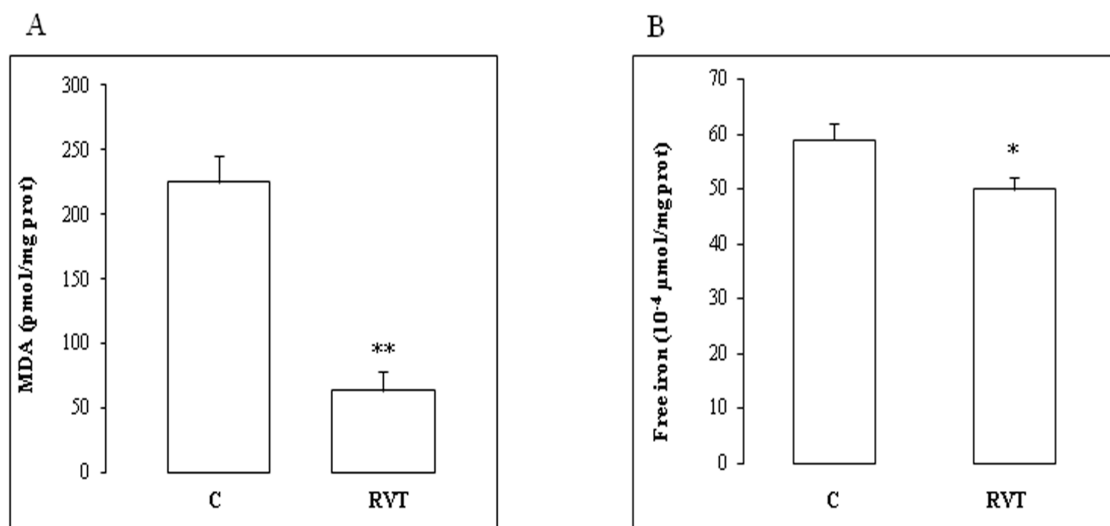 A
MDA (pmol/mg prot)
300
250
200
150
100
50
0
**
C RVT
B
Free iron (10⁻⁴ µmol/mg prot)
70
60
50
40
30
20
10
0
*
C RVT